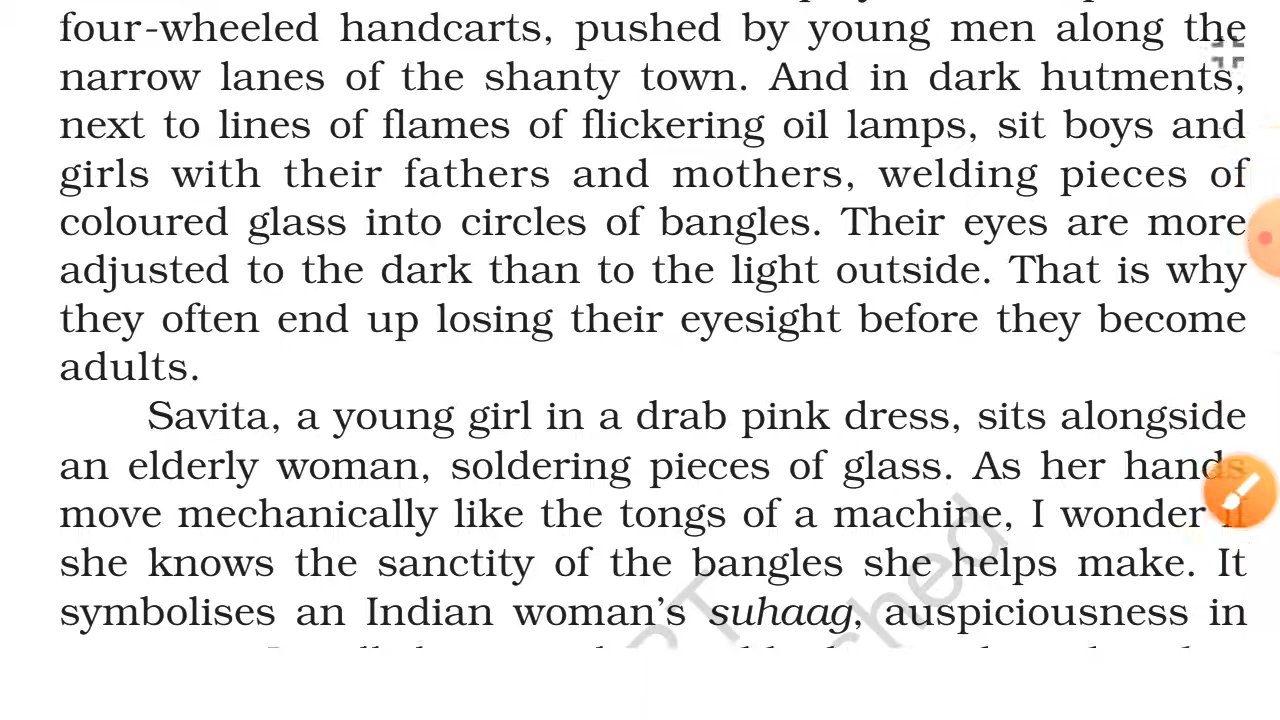 four-wheeled handcarts, pushed by young men along the
narrow lanes of the shanty town. And in dark hutments,
next to lines of flames of flickering oil lamps, sit boys and
girls with their fathers and mothers, welding pieces of
coloured glass into circles of bangles. Their eyes are more
adjusted to the dark than to the light outside. That is why
they often end up losing their eyesight before they become
adults.
Savita, a young girl in a drab pink dress, sits alongside
an elderly woman, soldering pieces of glass. As her hands
move mechanically like the tongs of a machine, I wonder if
she knows the sanctity of the bangles she helps make. It
symbolises an Indian woman’s suhaag, auspiciousness in